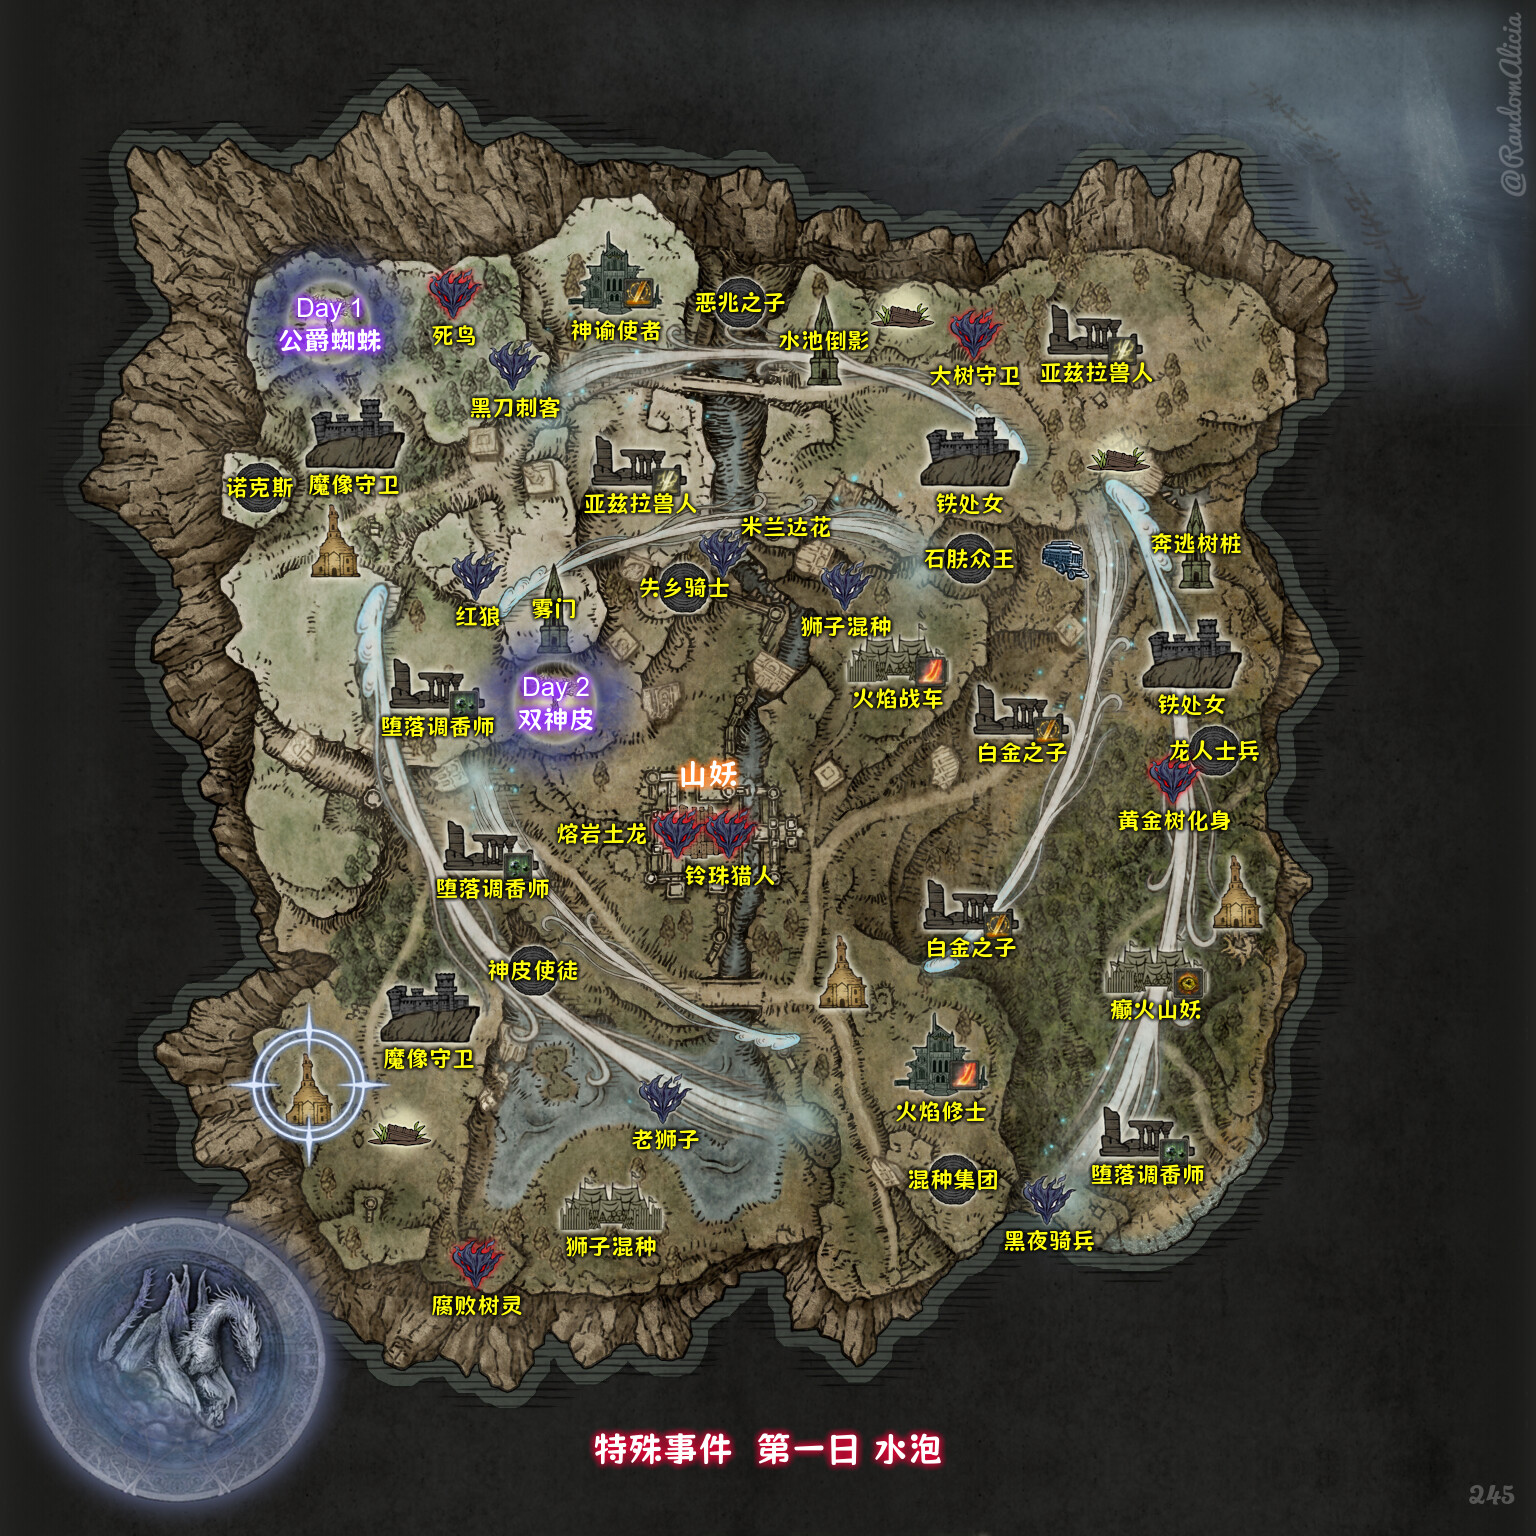 @RandomAlicia
Day 1
公爵蜘蛛
死鸟
神谕使者
恶兆之子
水池倒影
大树守卫
亚兹拉兽人
黑刀刺客
诺克斯
魔像守卫
亚兹拉兽人
铁处女
米兰达花
奔逃树桩
石肤众王
失乡骑士
红狼
雾门
狮子混种
火焰战车
铁处女
Day 2
双神皮
堕落调香师
白金之子
龙人士兵
山妖
熔岩土龙
铃珠猎人
黄金树化身
堕落调香师
白金之子
神皮使徒
癫火山妖
魔像守卫
火焰修士
老狮子
混种集团
堕落调香师
黑夜骑兵
狮子混种
腐败树灵
特殊事件 第一日 水泡
245